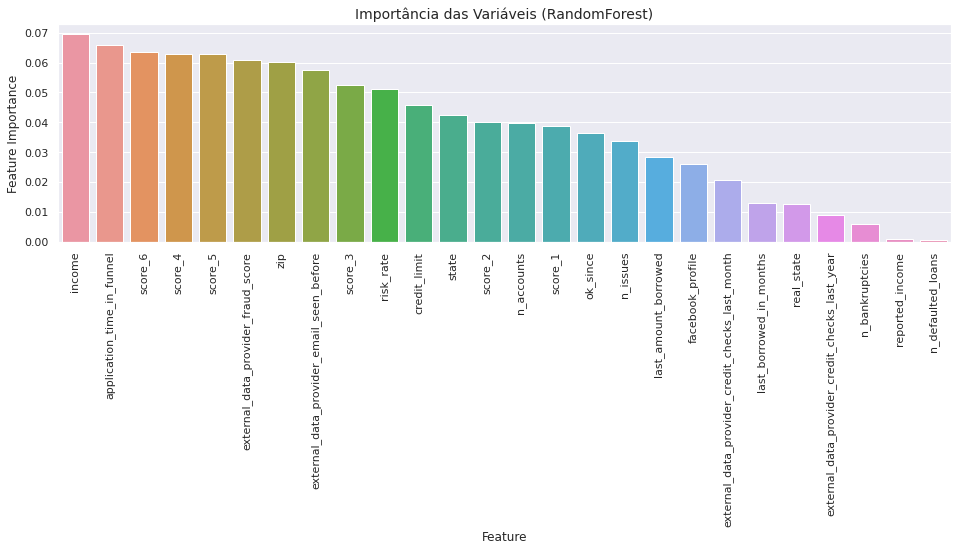 Importância das Variáveis (RandomForest)
Feature Importance
0.07
0.06
0.05
0.04
0.03
0.02
0.01
0.00
income
application_time_in_funnel
score_6
score_4
score_5
external_data_provider_fraud_score
zip
external_data_provider_email_seen_before
score_3
risk_rate
credit_limit
state
score_2
n_accounts
score_1
ok_since
n_issues
last_amount_borrowed
facebook_profile
external_data_provider_credit_checks_last_month
last_borrowed_in_months
real_state
external_data_provider_credit_checks_last_year
n_bankruptcies
reported_income
n_defaulted_loans
Feature